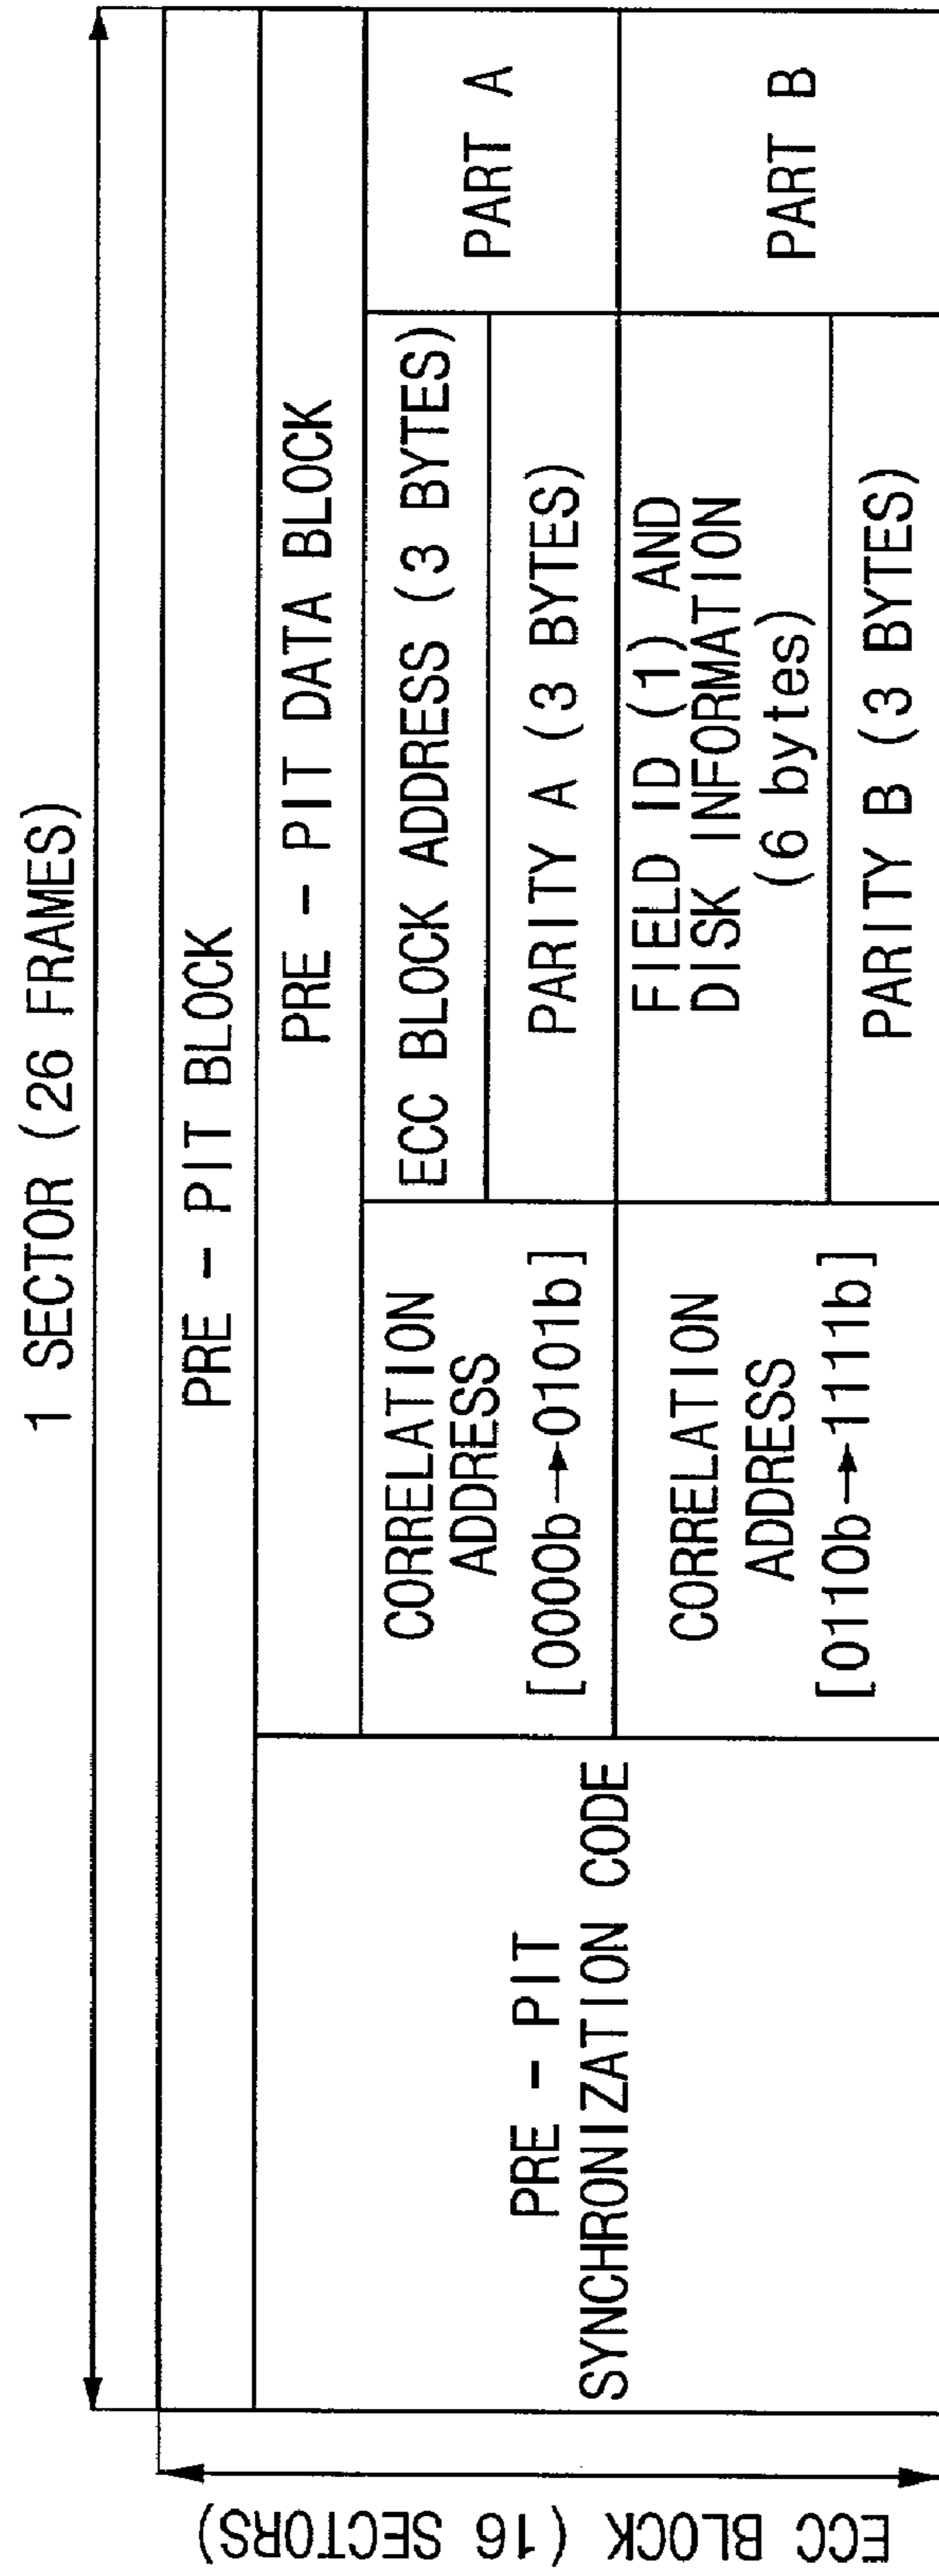 1 SECTOR (26 FRAMES)
ECC BLOCK (16 SECTORS)
PRE - PIT BLOCK
PRE - PIT
SYNCHRONIZATION CODE
PRE - PIT DATA BLOCK
CORRELATION
ADDRESS
[0000b→0101b]
ECC BLOCK ADDRESS (3 BYTES)
PARITY A (3 BYTES)
PART A
CORRELATION
ADDRESS
[0110b→1111b]
FIELD ID (1) AND
DISK INFORMATION
(6 bytes)
PARITY B (3 BYTES)
PART B